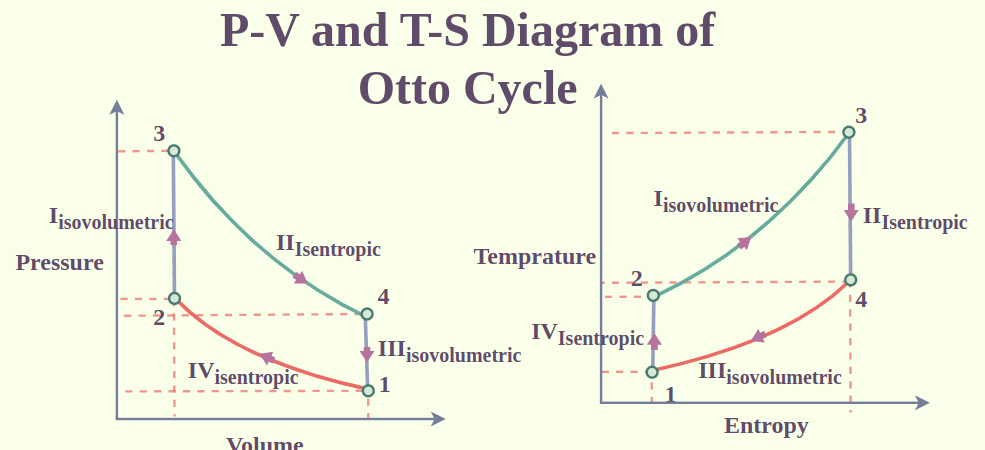 P-V and T-S Diagram of
Otto Cycle
3
Iisovolumetric
IIIsentropic
Pressure
4
2
IIIisovolumetric
IVisentropic
1
Volume
3
Iisovolumetric
IIIsentropic
Temprature
2
4
IVIsentropic
IIIisovolumetric
1
Entropy